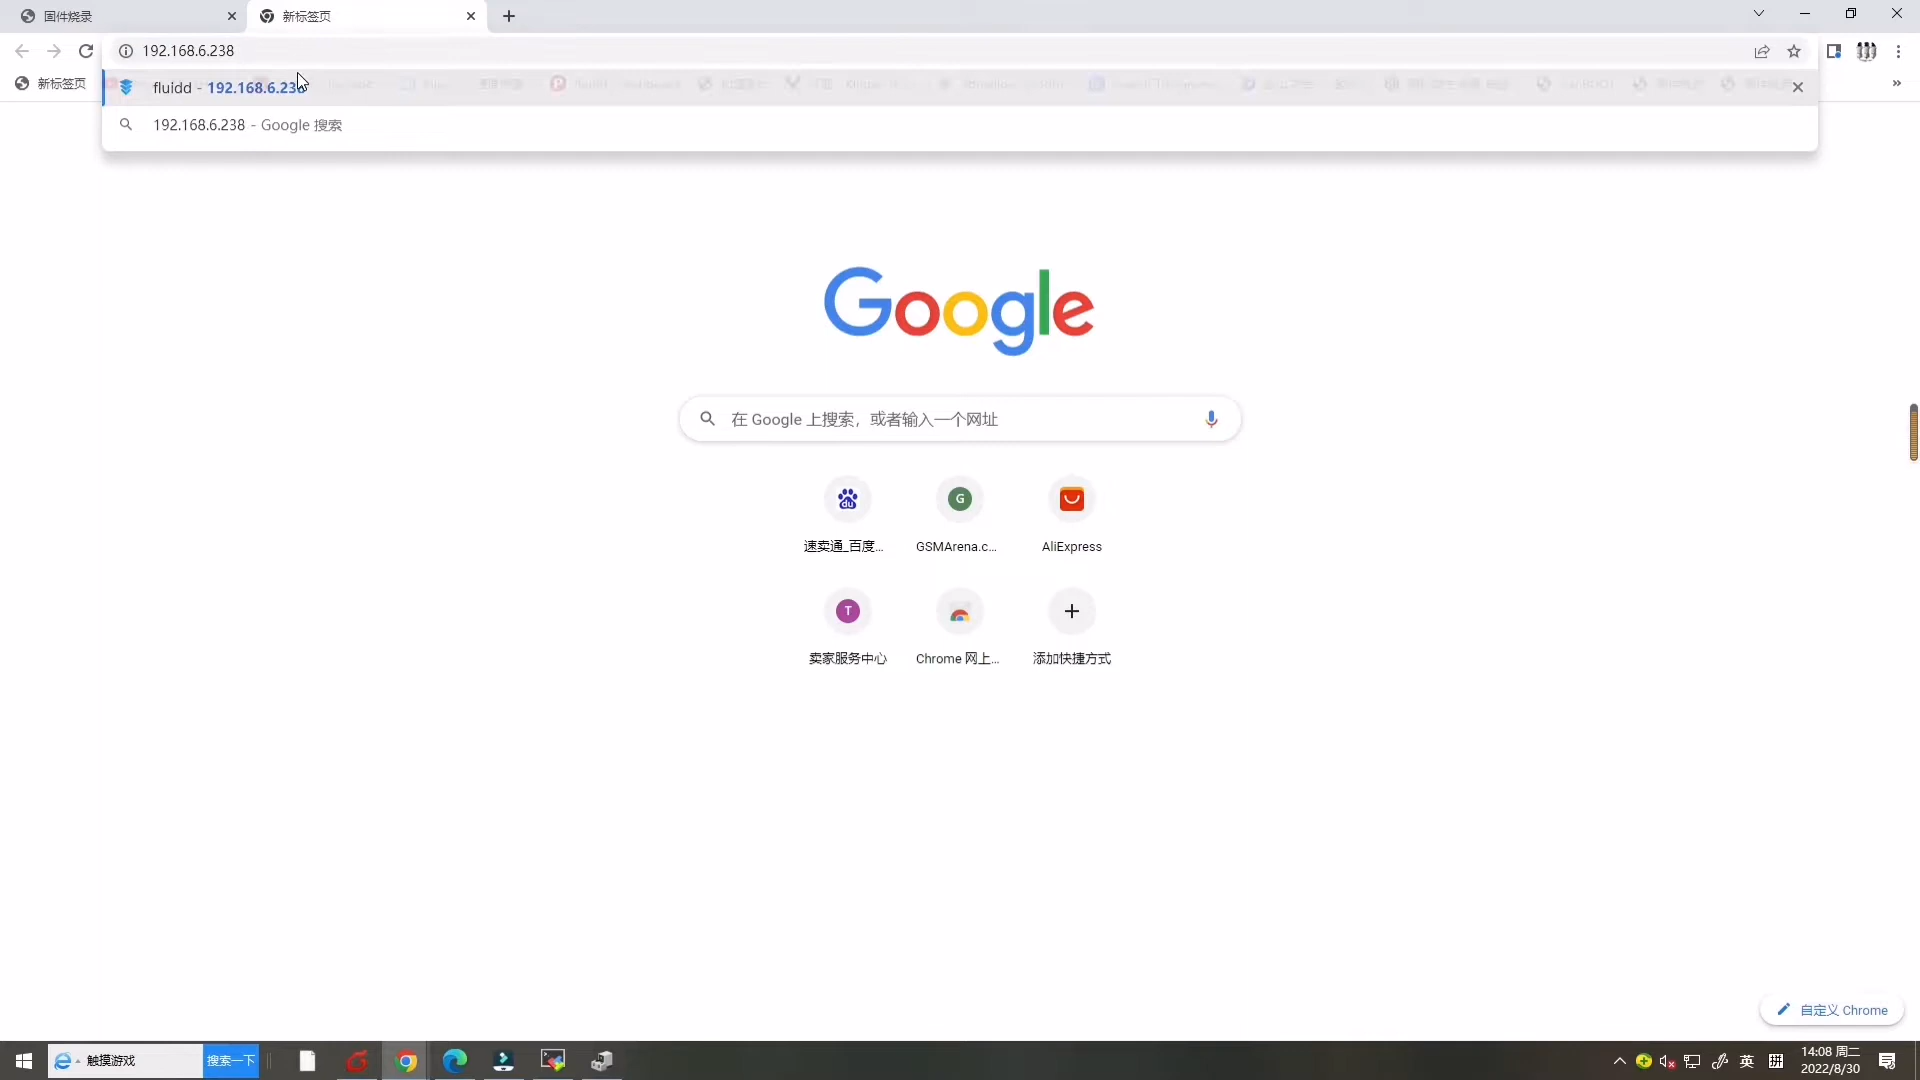 固件烧录
新标签页
192.168.6.238
新标签页
fluidd - 192.168.6.23
192.168.6.238 - Google 搜索
Google
在 Google 上搜索，或者输入一个网址
du
G
速卖通_百度...
GSMArena.c...
AliExpress
T
卖家服务中心
Chrome 网上...
添加快捷方式
自定义 Chrome
触摸游戏
搜索一下
英
拼
14:08 周二
2022/8/30